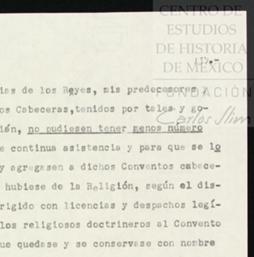 CENTRO DE
ESTUDIOS
DE HISTORIA
DE MÉXICO
FUNDACIÓN
Carlos Slim
ias de los Reyes, mis predecesores y
os Cabeceras, tenidos por tales y go-
ión, no pudiesen tener menos número
e continua asistencia y para que se lo
y agregasen a dichos Conventos cabece-
hubiese de la Religión, según el dis-
rigido con licencias y despachos legí-
los religiosos doctrineros al Convento
que quedase y se conservase con nombre